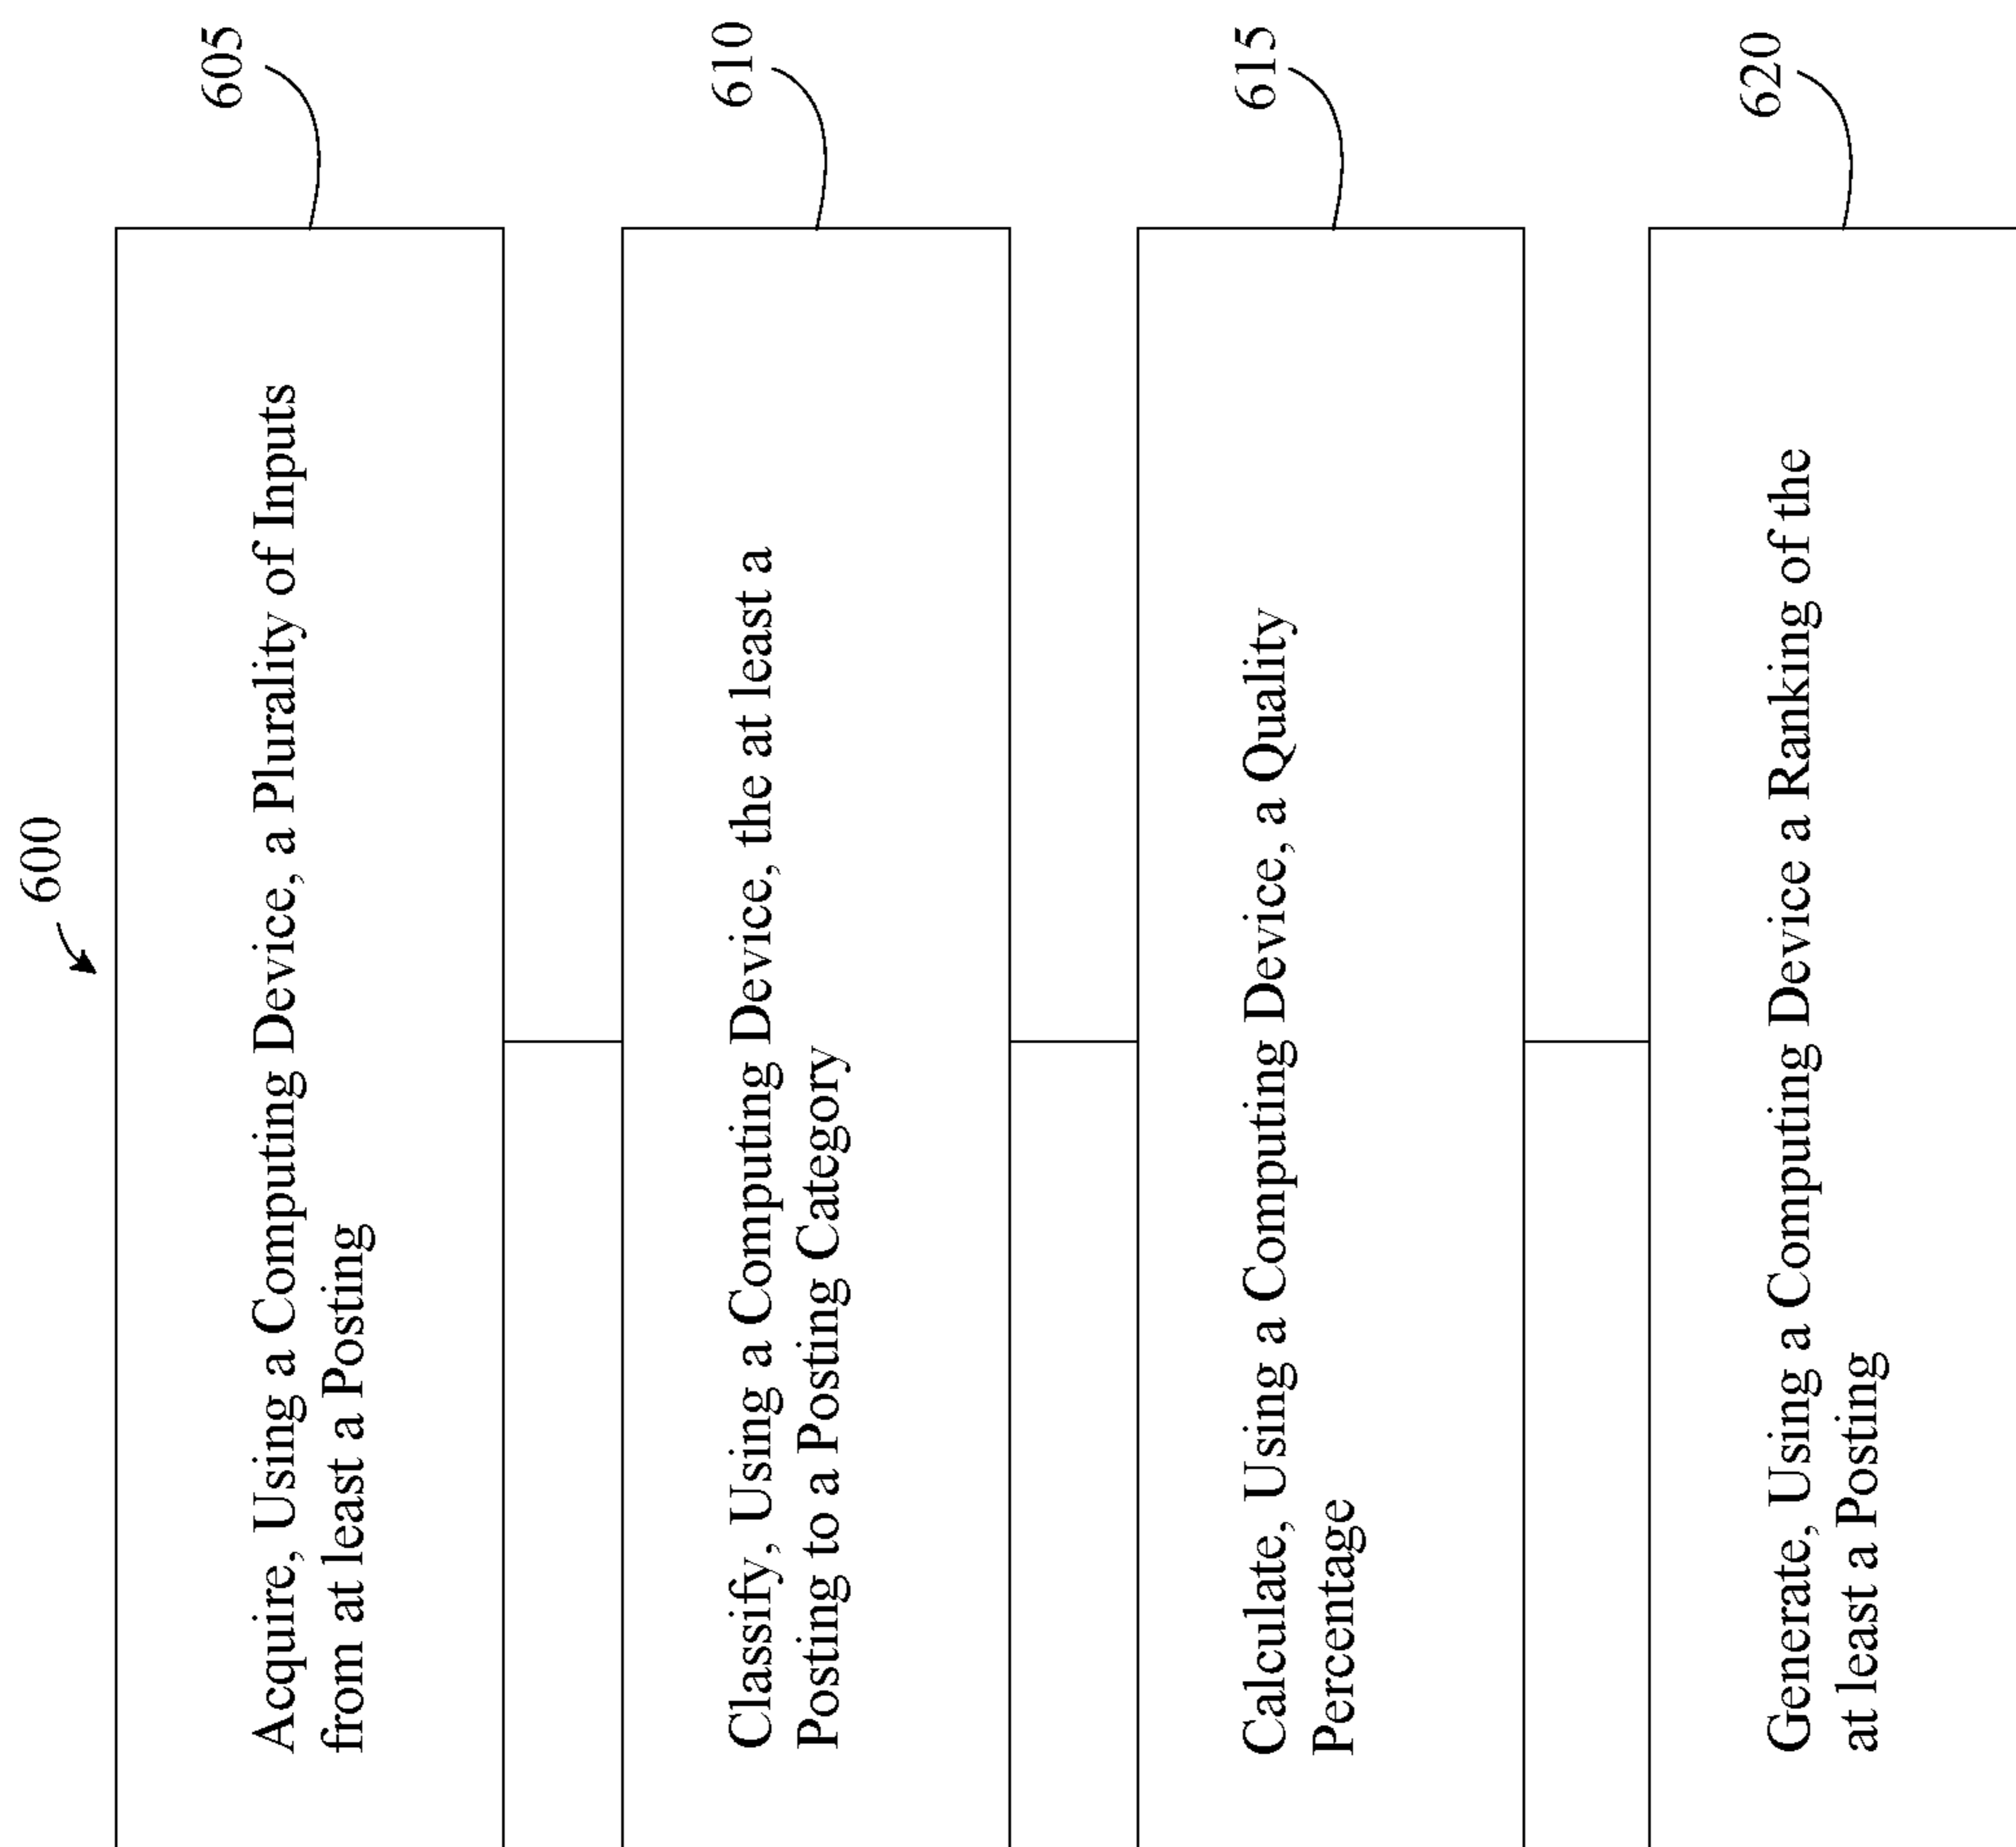 600
605
Acquire, Using a Computing Device, a Plurality of Inputs
from at least a Posting
610
Classify, Using a Computing Device, the at least a
Posting to a Posting Category
615
Calculate, Using a Computing Device, a Quality
Percentage
620
Generate, Using a Computing Device a Ranking of the
at least a Posting